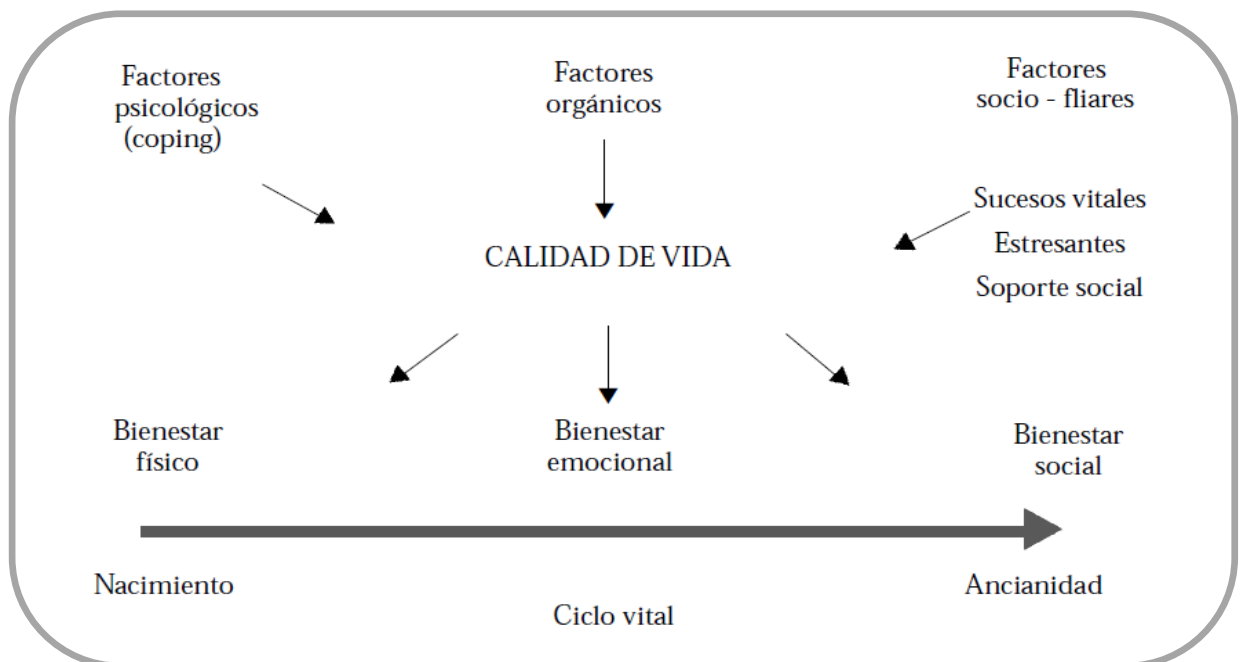 Factores
psicológicos
(coping)
Factores
orgánicos
Factores
socio - fliares
Sucesos vitales
Estresantes
Soporte social
CALIDAD DE VIDA
Bienestar
físico
Bienestar
emocional
Bienestar
social
Nacimiento
Ancianidad
Ciclo vital